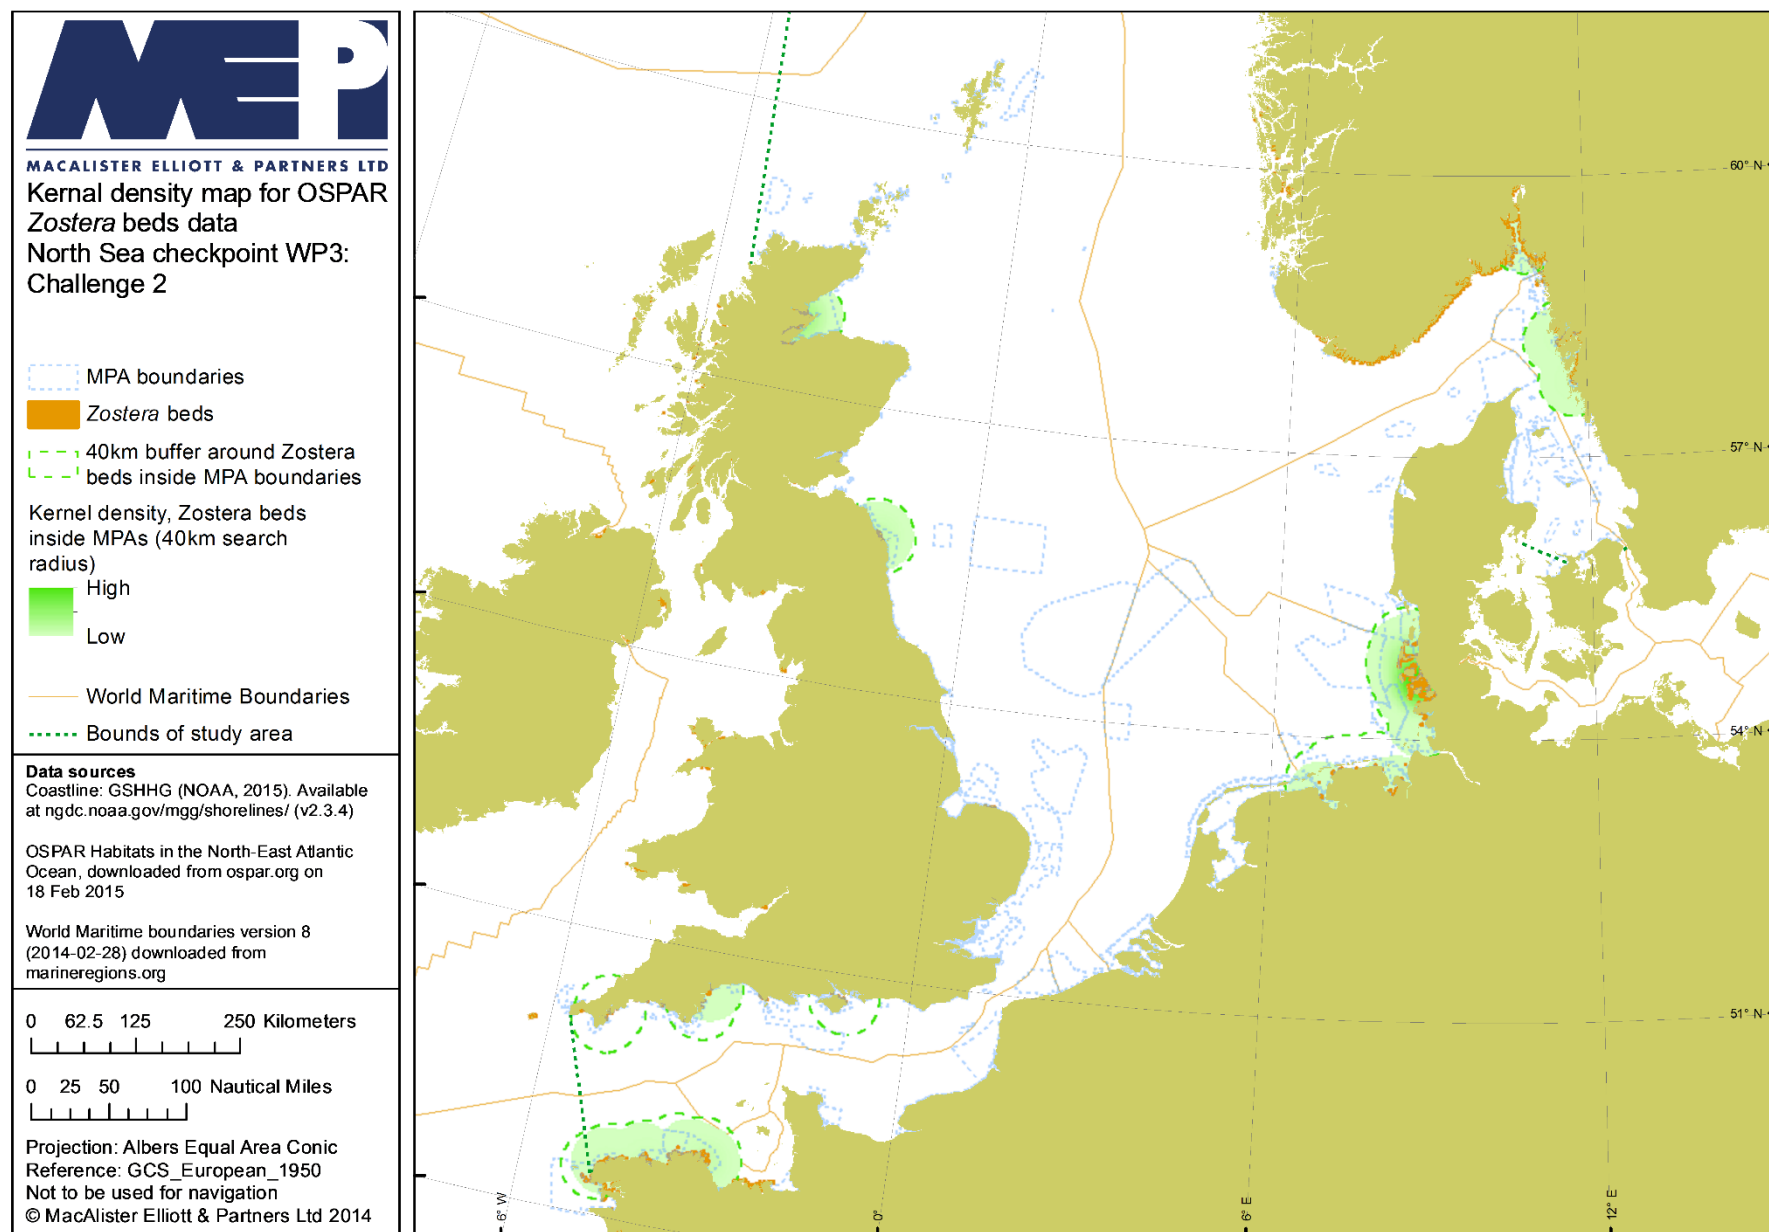 MEP
MACALISTER ELLIOTT & PARTNERS LTD
Kernal density map for OSPAR
Zostera beds data
North Sea checkpoint WP3:
Challenge 2
MPA boundaries
Zostera beds
40km buffer around Zostera
beds inside MPA boundaries
Kernel density, Zostera beds
inside MPAs (40km search
radius)
High
Low
World Maritime Boundaries
Bounds of study area
Data sources
Coastline: GSHHG (NOAA, 2015). Available
at ngdc.noaa.gov/mgg/shorelines/ (v2.3.4)
OSPAR Habitats in the North-East Atlantic
Ocean, downloaded from ospar.org on
18 Feb 2015
World Maritime boundaries version 8
(2014-02-28) downloaded from
marineregions.org
0 62.5 125 250 Kilometers
0 25 50 100 Nautical Miles
Projection: Albers Equal Area Conic
Reference: GCS_European_1950
Not to be used for navigation
© MacAlister Elliott & Partners Ltd 2014
60° N
57° N
54° N
51° N
6° W
0°
6° E
12° E